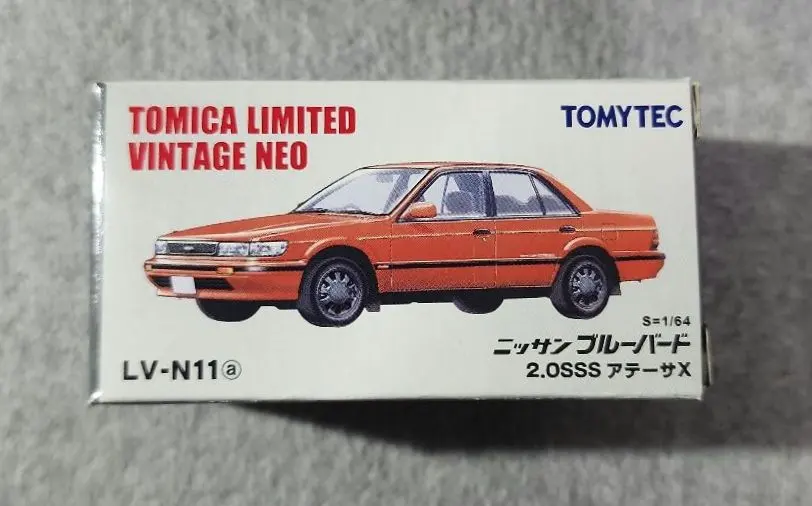 TOMICA LIMITED
VINTAGE NEO
TOMYTEC
S=1/64
LV-N11ⓐ
ニッサン ブルーバード
2.0SSS アテーサX